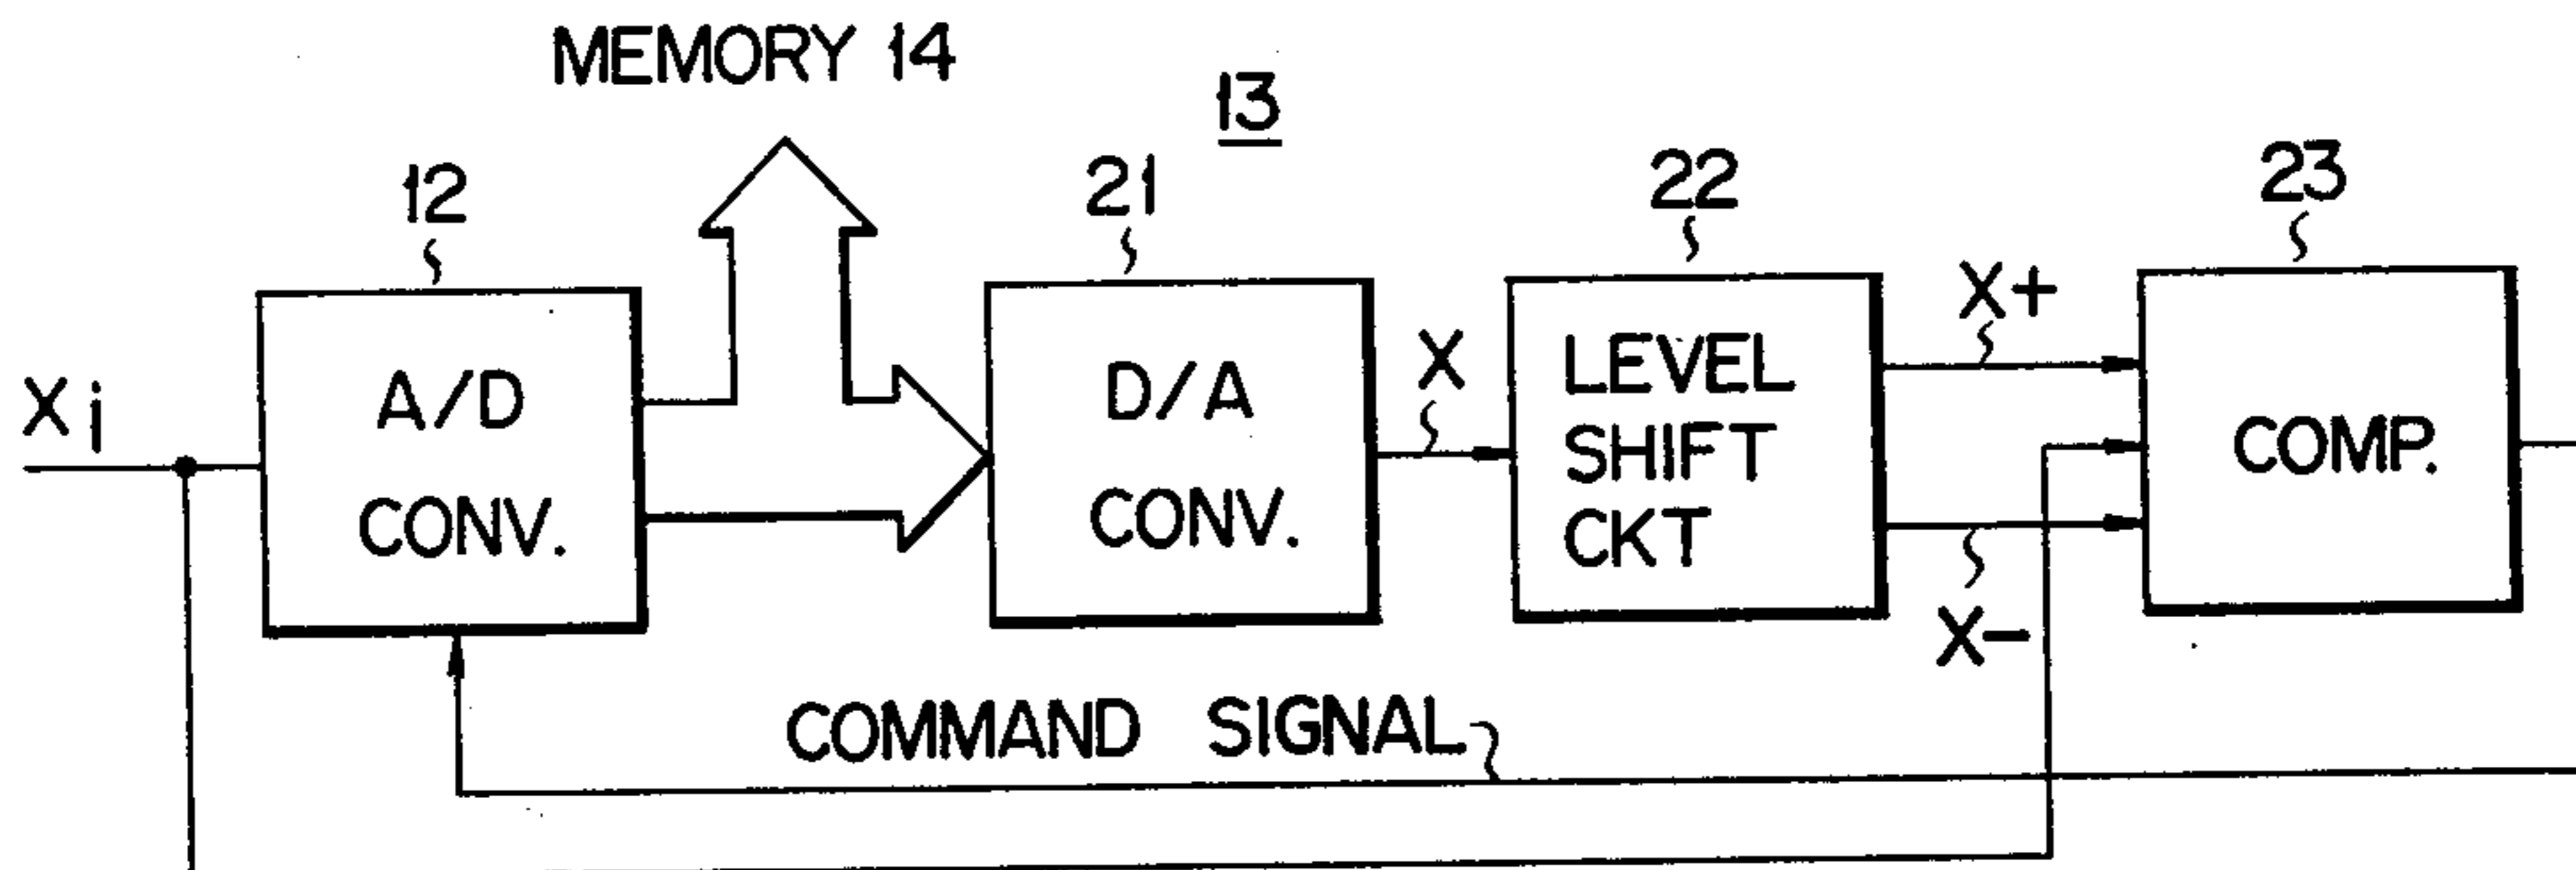 MEMORY 14
13
12
21
22
23
Xi
A/D
CONV.
D/A
CONV.
X
LEVEL
SHIFT
CKT
X+
X-
COMP.
COMMAND SIGNAL